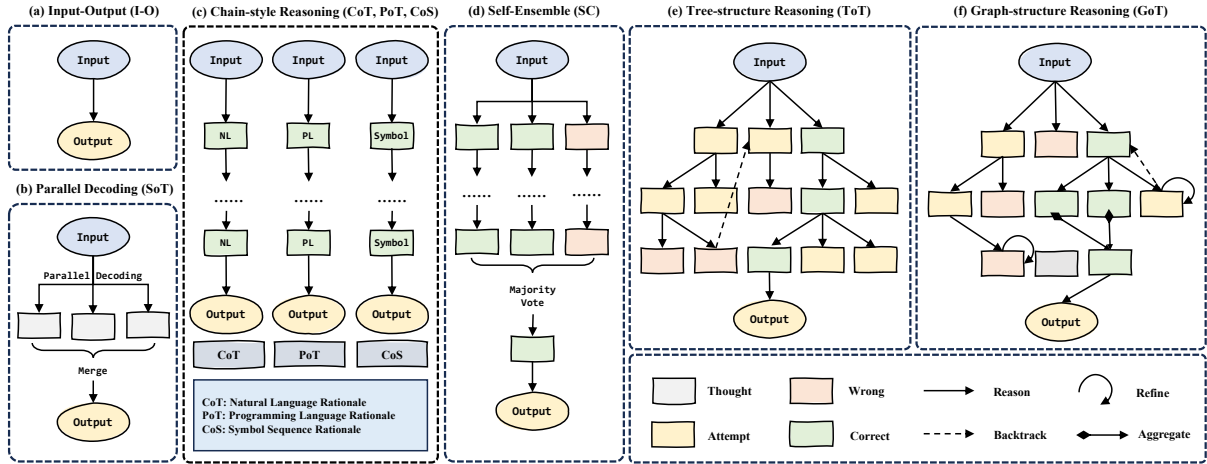 (a) Input-Output (I-O)
Input
Output
(b) Parallel Decoding (SoT)
Input
Parallel Decoding
Merge
Output
(c) Chain-style Reasoning (CoT, PoT, CoS)
Input Input Input
NL PL Symbol
...... ...... ......
NL PL Symbol
Output Output Output
CoT PoT CoS
CoT: Natural Language Rationale
PoT: Programming Language Rationale
CoS: Symbol Sequence Rationale
(d) Self-Ensemble (SC)
Input
...... ...... ......
Majority
Vote
Output
(e) Tree-structure Reasoning (ToT)
Input
Output
(f) Graph-structure Reasoning (GoT)
Input
Output
Thought Wrong Reason Refine
Attempt Correct Backtrack Aggregate